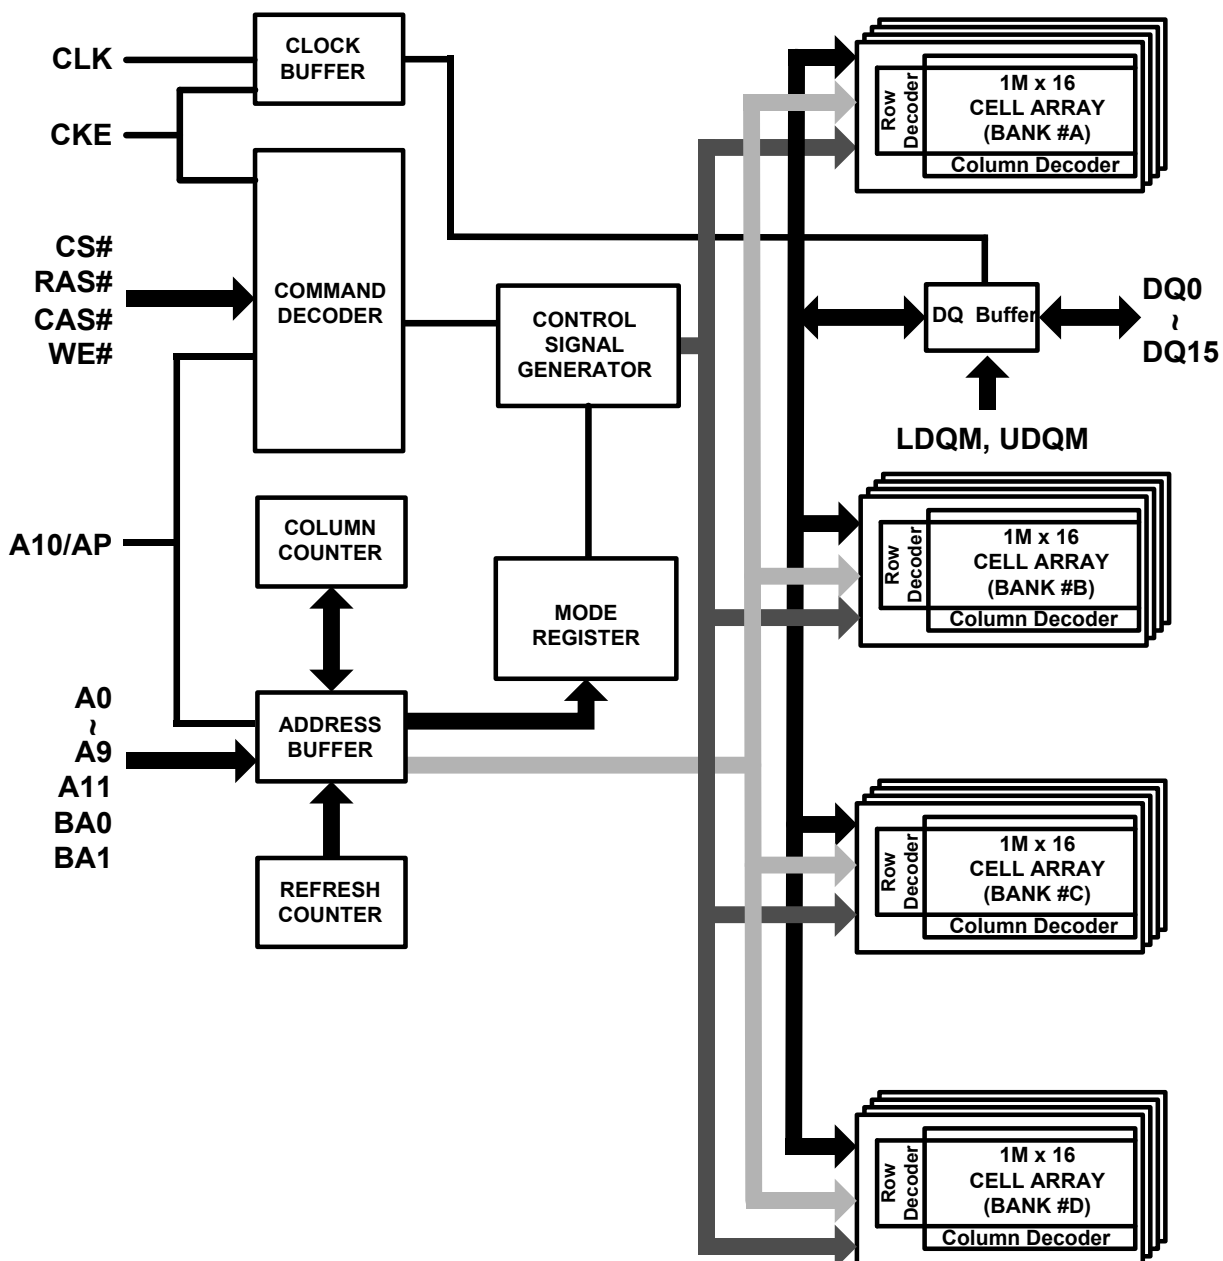 CLK
CKE
CLOCK
BUFFER
CS#
RAS#
CAS#
WE#
COMMAND
DECODER
CONTROL
SIGNAL
GENERATOR
A10/AP
COLUMN
COUNTER
MODE
REGISTER
A0
~
A9
A11
BA0
BA1
ADDRESS
BUFFER
REFRESH
COUNTER
Row
Decoder
1M x 16
CELL ARRAY
(BANK #A)
Column Decoder
DQ Buffer
DQ0
~
DQ15
LDQM, UDQM
Row
Decoder
1M x 16
CELL ARRAY
(BANK #B)
Column Decoder
Row
Decoder
1M x 16
CELL ARRAY
(BANK #C)
Column Decoder
Row
Decoder
1M x 16
CELL ARRAY
(BANK #D)
Column Decoder